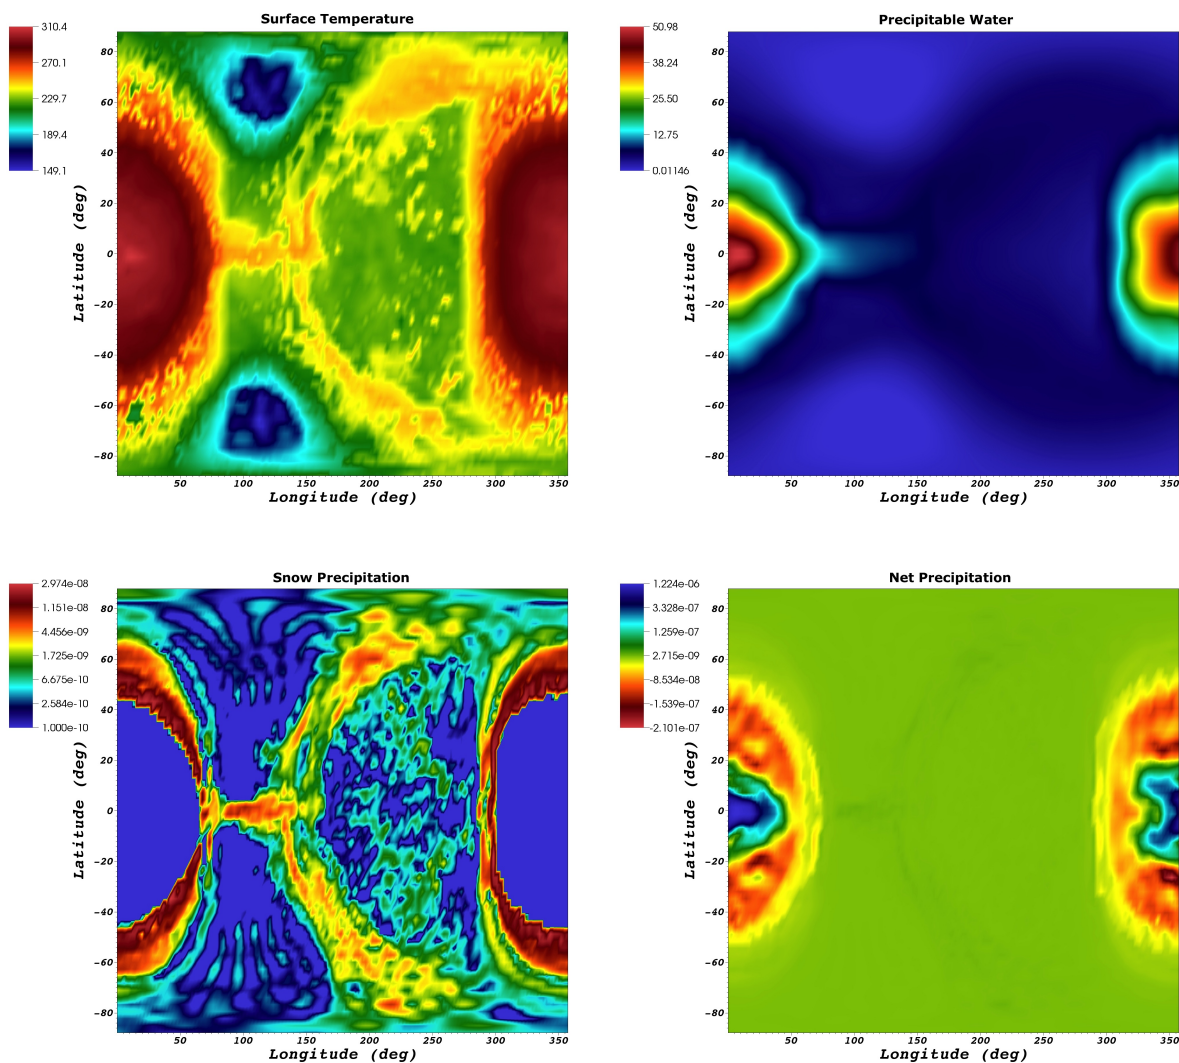 Surface Temperature
310.4
270.1
229.7
189.4
149.1
80
60
40
20
0
−20
−40
−60
−80
Latitude (deg)
50 100 150 200 250 300 350
Longitude (deg)
Precipitable Water
50.98
38.24
25.50
12.75
0.01146
80
60
40
20
0
−20
−40
−60
−80
Latitude (deg)
50 100 150 200 250 300 350
Longitude (deg)
Snow Precipitation
2.974e-08
1.151e-08
4.456e-09
1.725e-09
6.675e-10
2.584e-10
1.000e-10
80
60
40
20
0
−20
−40
−60
−80
Latitude (deg)
50 100 150 200 250 300 350
Longitude (deg)
Net Precipitation
1.224e-06
3.328e-07
1.259e-07
2.715e-09
-8.534e-08
-1.539e-07
-2.101e-07
80
60
40
20
0
−20
−40
−60
−80
Latitude (deg)
50 100 150 200 250 300 350
Longitude (deg)